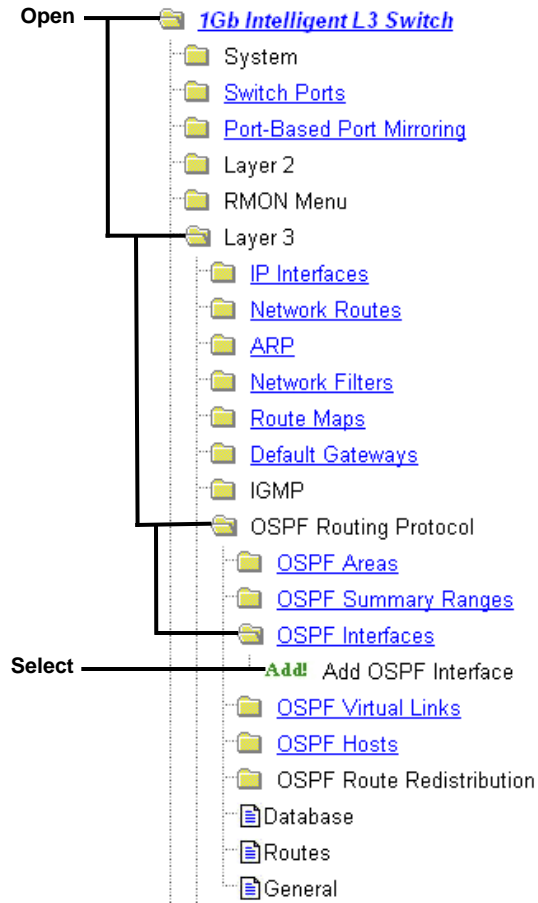 Open 1Gb Intelligent L3 Switch
System
Switch Ports
Port-Based Port Mirroring
Layer 2
RMON Menu
Layer 3
IP Interfaces
Network Routes
ARP
Network Filters
Route Maps
Default Gateways
IGMP
OSPF Routing Protocol
OSPF Areas
OSPF Summary Ranges
OSPF Interfaces
Select Add! Add OSPF Interface
OSPF Virtual Links
OSPF Hosts
OSPF Route Redistribution
Database
Routes
General